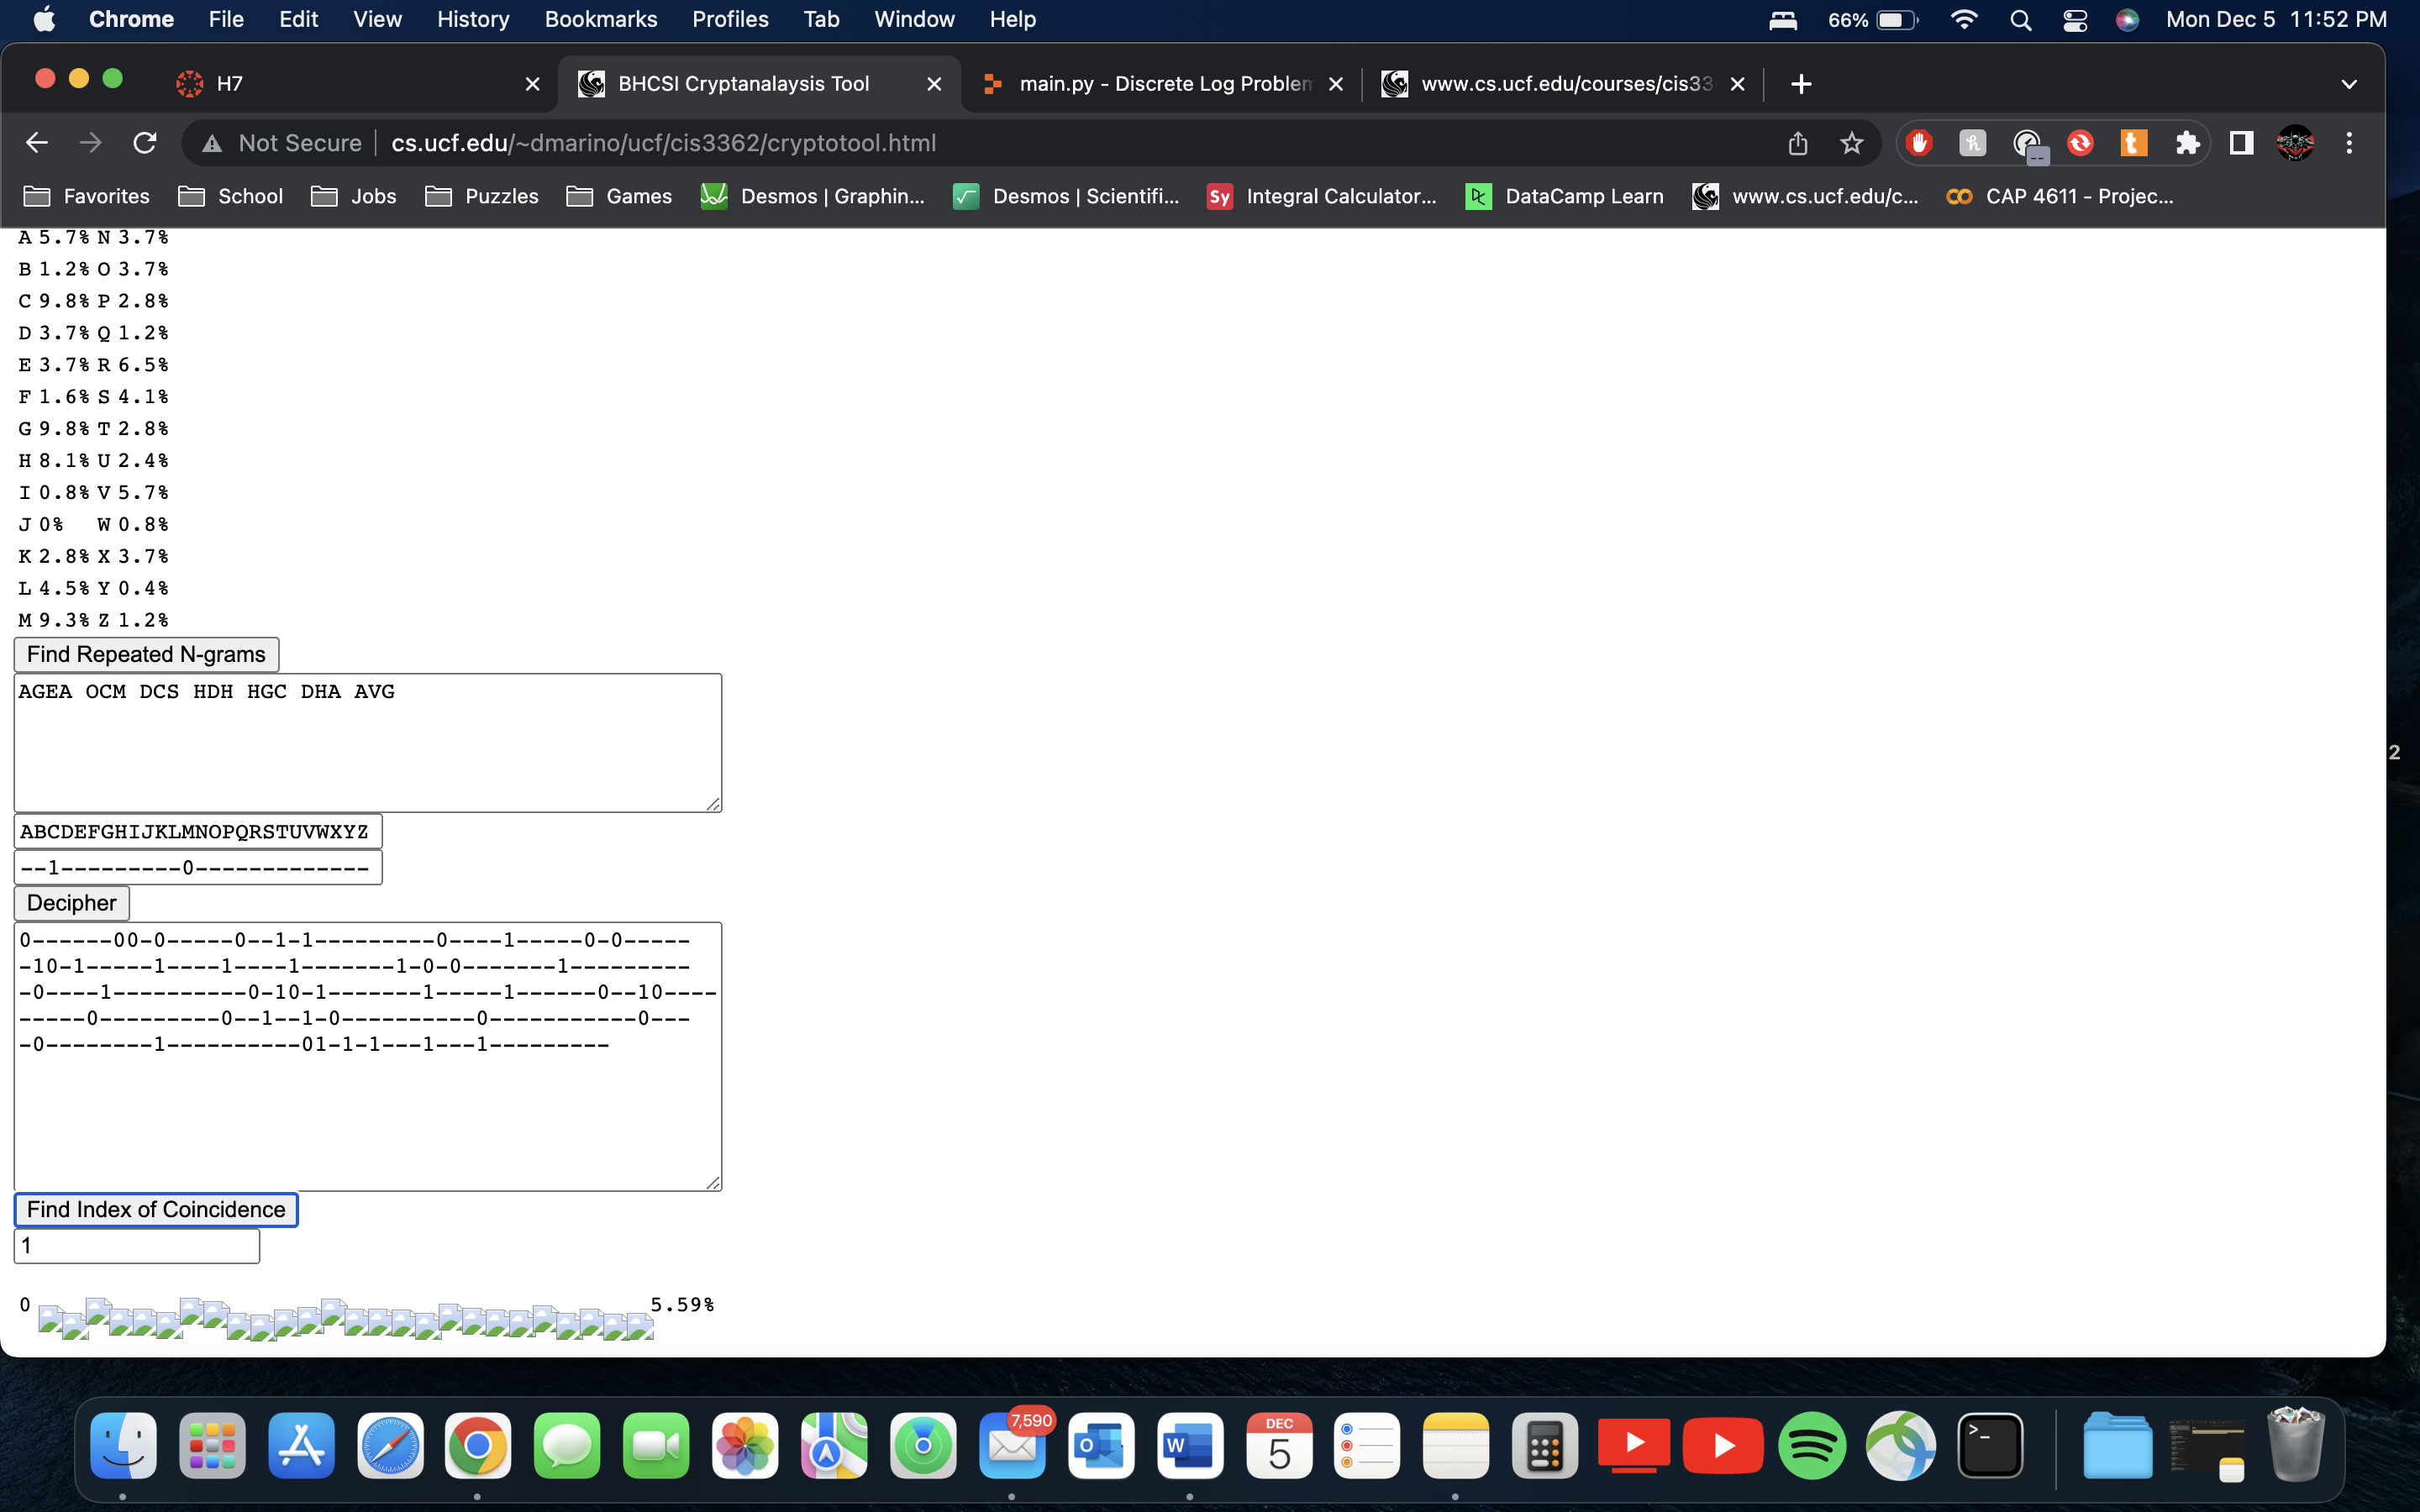 Chrome File Edit View History Bookmarks Profiles Tab Window Help 66% Mon Dec 5 11:52 PM
H7 BHCSI Cryptanalaysis Tool main.py - Discrete Log Problem www.cs.ucf.edu/courses/cis33
Not Secure cs.ucf.edu/~dmarino/ucf/cis3362/cryptotool.html
Favorites School Jobs Puzzles Games Desmos | Graphin... Desmos | Scientifi... Sy Integral Calculator... DataCamp Learn www.cs.ucf.edu/c... CAP 4611 - Projec...
A 5.7% N 3.7%
B 1.2% O 3.7%
C 9.8% P 2.8%
D 3.7% Q 1.2%
E 3.7% R 6.5%
F 1.6% S 4.1%
G 9.8% T 2.8%
H 8.1% U 2.4%
I 0.8% V 5.7%
J 0% W 0.8%
K 2.8% X 3.7%
L 4.5% Y 0.4%
M 9.3% Z 1.2%
Find Repeated N-grams
AGEA OCM DCS HDH HGC DHA AVG
2
ABCDEFGHIJKLMNOPQRSTUVWXYZ
--1---------0-------------
Decipher
0------00-0-----0--1-1---------0----1-----0-0-----
-10-1-----1----1----1-------1-0-0-------1---------
-0----1----------0-10-1-------1-----1------0--10----
-----0---------0--1--1-0----------0-----------0---
-0--------1----------01-1-1---1---1---------
Find Index of Coincidence
1
0 5.59%
7,590 DEC 5